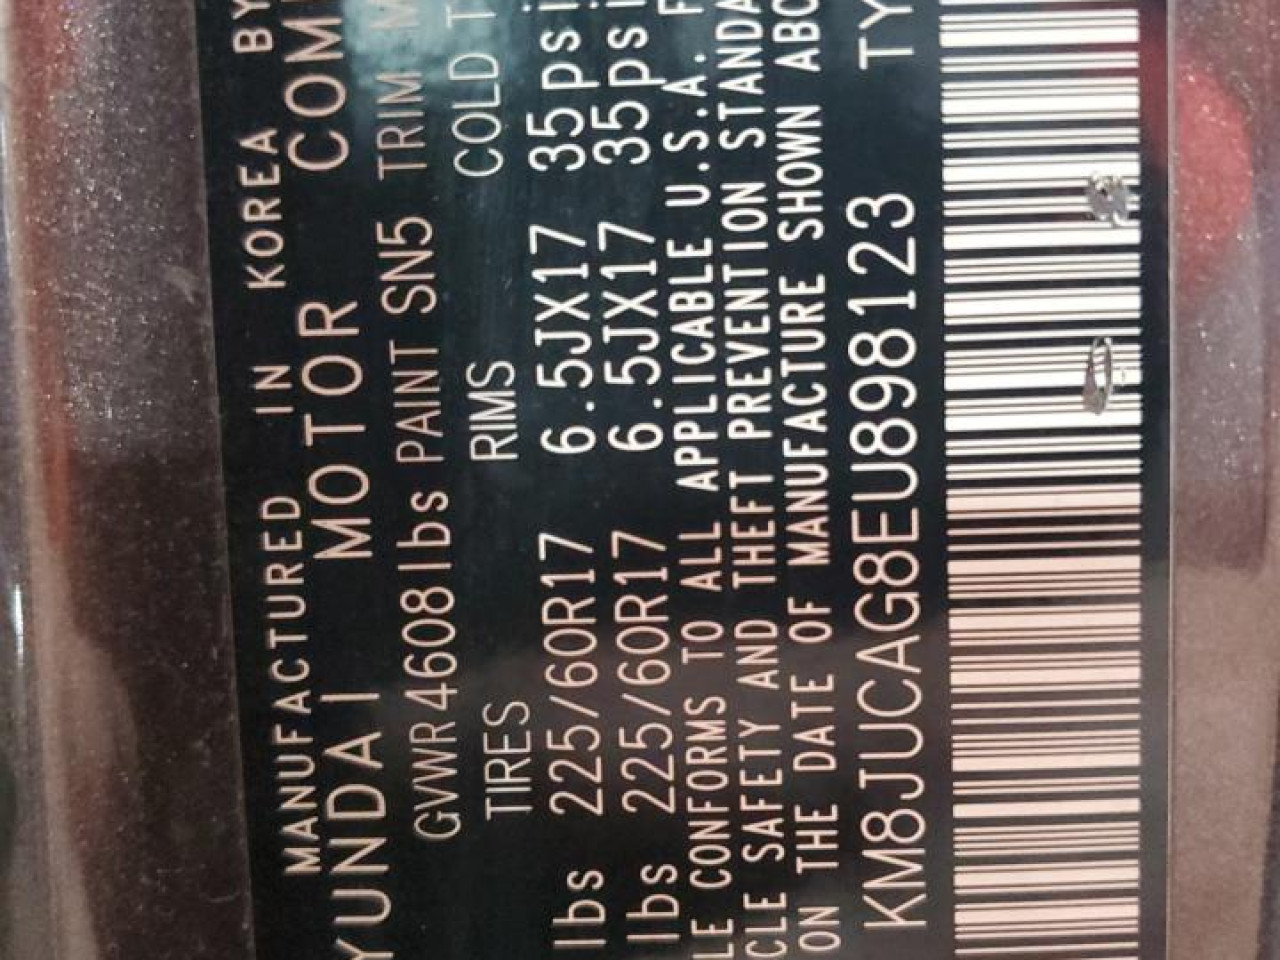 MANUFACTURED IN KOREA BY
YUNDAI MOTOR COM
GVWR 4608lbs PAINT SN5 TRIM M
TIRES RIMS COLD T
lbs 225/60R17 6.5JX17 35psi
lbs 225/60R17 6.5JX17 35psi
LE CONFORMS TO ALL APPLICABLE U.S.A. F
CLE SAFETY AND THEFT PREVENTION STANDA
ON THE DATE OF MANUFACTURE SHOWN ABO
KM8JUCAG8EU898123 TY